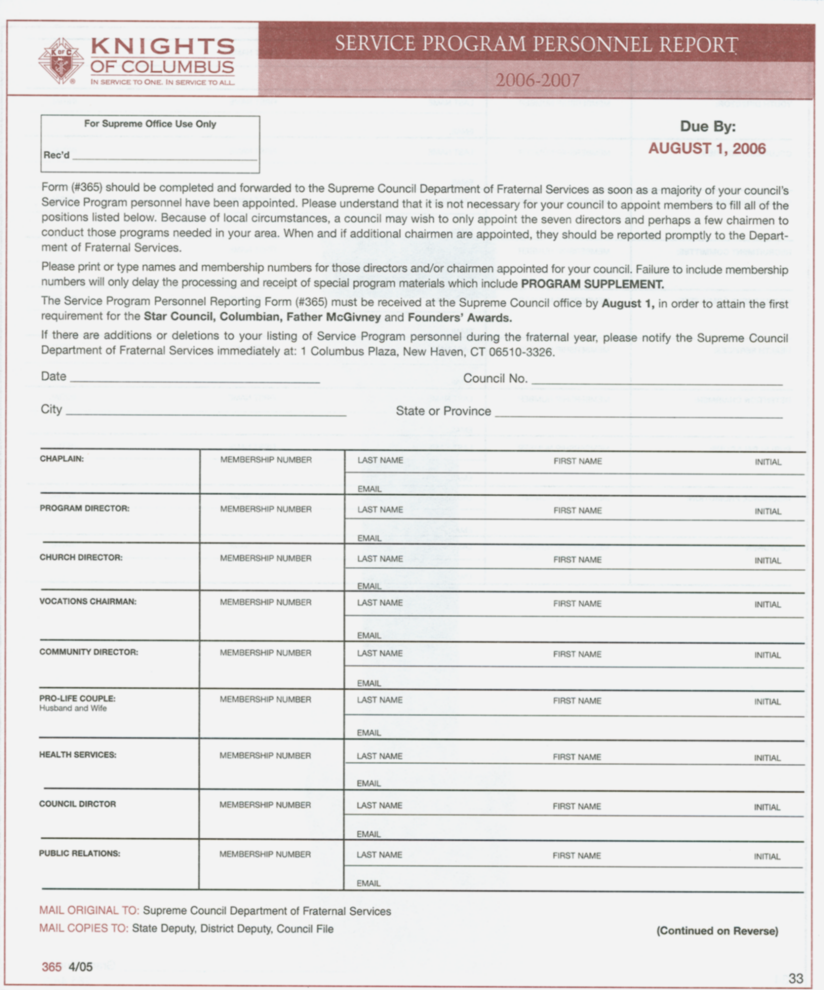 K of C
KNIGHTS
OF COLUMBUS
IN SERVICE TO ONE. IN SERVICE TO ALL.
®
SERVICE PROGRAM PERSONNEL REPORT
2006-2007
For Supreme Office Use Only
Rec'd
Due By:
AUGUST 1, 2006
Form (#365) should be completed and forwarded to the Supreme Council Department of Fraternal Services as soon as a majority of your council's
Service Program personnel have been appointed. Please understand that it is not necessary for your council to appoint members to fill all of the
positions listed below. Because of local circumstances, a council may wish to only appoint the seven directors and perhaps a few chairmen to
conduct those programs needed in your area. When and if additional chairmen are appointed, they should be reported promptly to the Depart-
ment of Fraternal Services.
Please print or type names and membership numbers for those directors and/or chairmen appointed for your council. Failure to include membership
numbers will only delay the processing and receipt of special program materials which include PROGRAM SUPPLEMENT.
The Service Program Personnel Reporting Form (#365) must be received at the Supreme Council office by August 1, in order to attain the first
requirement for the Star Council, Columbian, Father McGivney and Founders' Awards.
If there are additions or deletions to your listing of Service Program personnel during the fraternal year, please notify the Supreme Council
Department of Fraternal Services immediately at: 1 Columbus Plaza, New Haven, CT 06510-3326.
Date Council No.
City State or Province
CHAPLAIN: MEMBERSHIP NUMBER LAST NAME FIRST NAME INITIAL
EMAIL
PROGRAM DIRECTOR: MEMBERSHIP NUMBER LAST NAME FIRST NAME INITIAL
EMAIL
CHURCH DIRECTOR: MEMBERSHIP NUMBER LAST NAME FIRST NAME INITIAL
EMAIL
VOCATIONS CHAIRMAN: MEMBERSHIP NUMBER LAST NAME FIRST NAME INITIAL
EMAIL
COMMUNITY DIRECTOR: MEMBERSHIP NUMBER LAST NAME FIRST NAME INITIAL
EMAIL
PRO-LIFE COUPLE: MEMBERSHIP NUMBER LAST NAME FIRST NAME INITIAL
Husband and Wife
EMAIL
HEALTH SERVICES: MEMBERSHIP NUMBER LAST NAME FIRST NAME INITIAL
EMAIL
COUNCIL DIRCTOR MEMBERSHIP NUMBER LAST NAME FIRST NAME INITIAL
EMAIL
PUBLIC RELATIONS: MEMBERSHIP NUMBER LAST NAME FIRST NAME INITIAL
EMAIL
MAIL ORIGINAL TO: Supreme Council Department of Fraternal Services
MAIL COPIES TO: State Deputy, District Deputy, Council File
(Continued on Reverse)
365 4/05
33